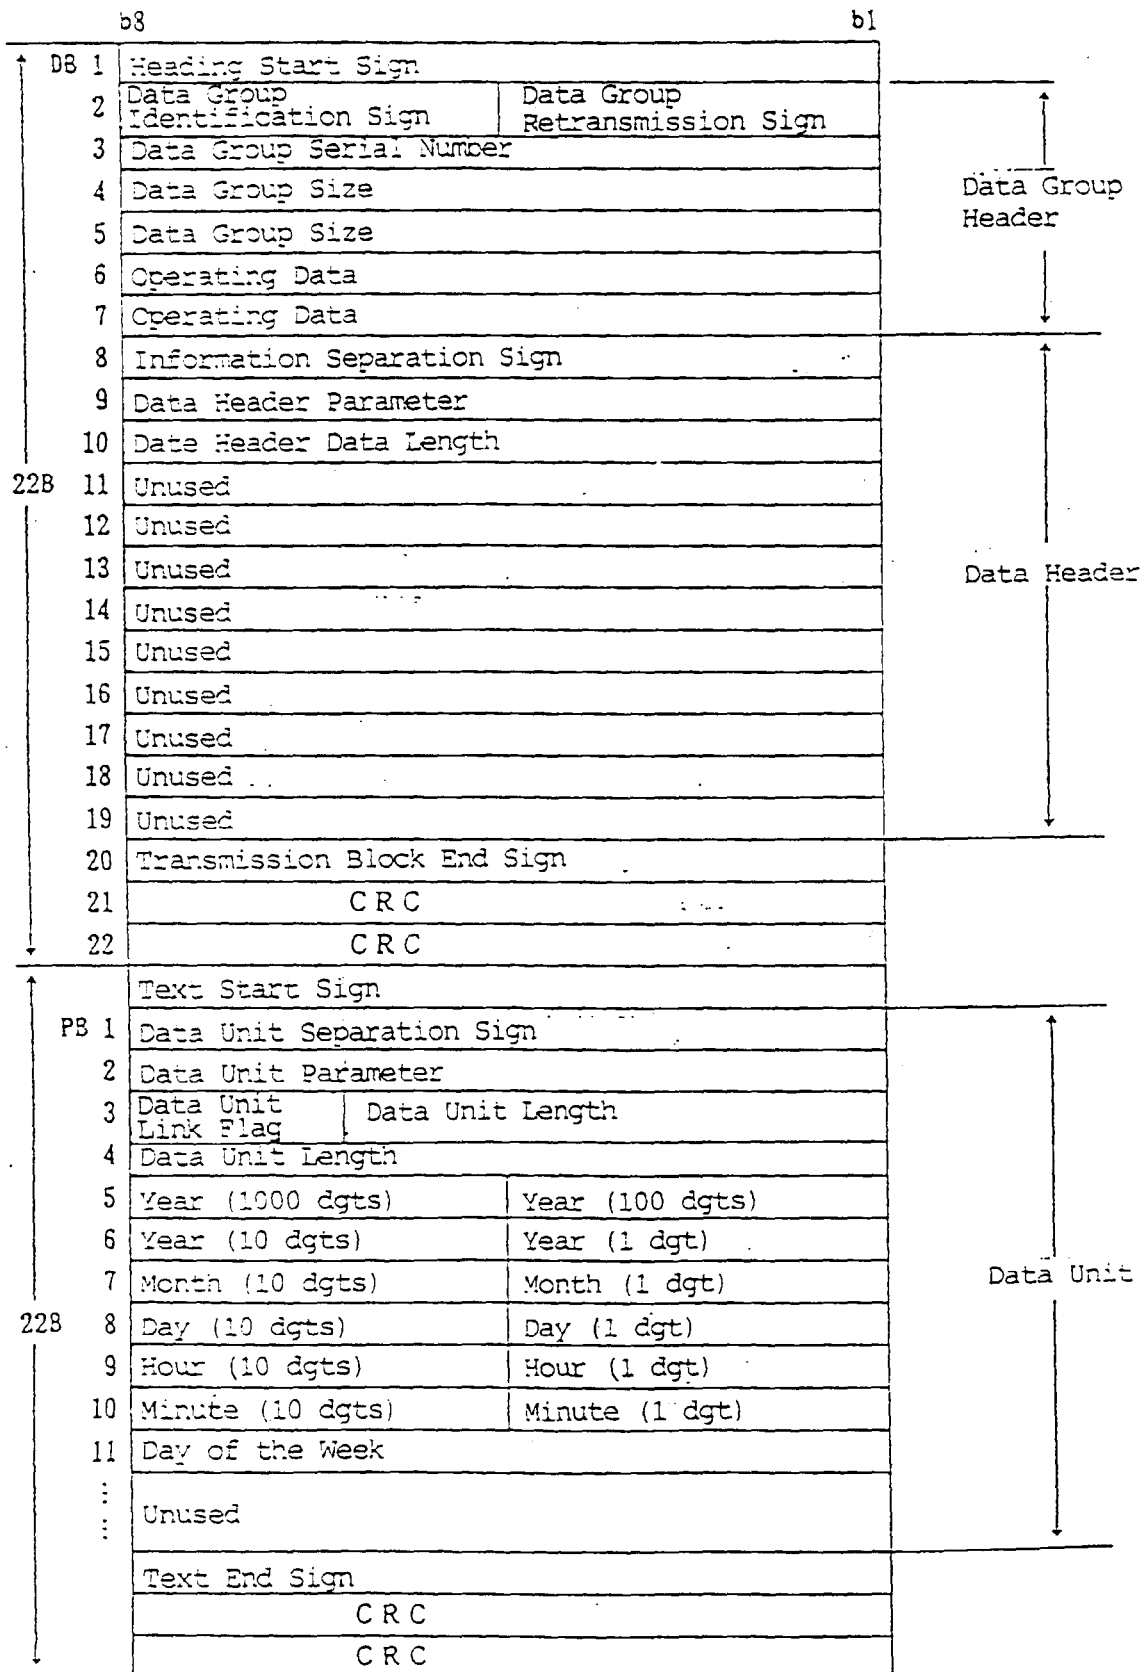 b8 b1
DB 1 Heading Start Sign
2 Data Group Identification Sign Data Group Retransmission Sign
3 Data Group Serial Number
4 Data Group Size
5 Data Group Size
6 Operating Data
7 Operating Data
Data Group Header
8 Information Separation Sign
9 Data Header Parameter
10 Date Header Data Length
22B 11 Unused
12 Unused
13 Unused
14 Unused
15 Unused
16 Unused
17 Unused
18 Unused
19 Unused
Data Header
20 Transmission Block End Sign
21 CRC
22 CRC
Text Start Sign
PB 1 Data Unit Separation Sign
2 Data Unit Parameter
3 Data Unit Link Flag Data Unit Length
4 Data Unit Length
5 Year (1000 dgts) Year (100 dgts)
6 Year (10 dgts) Year (1 dgt)
7 Month (10 dgts) Month (1 dgt)
Data Unit
22B 8 Day (10 dgts) Day (1 dgt)
9 Hour (10 dgts) Hour (1 dgt)
10 Minute (10 dgts) Minute (1 dgt)
11 Day of the Week
Unused
Text End Sign
CRC
CRC